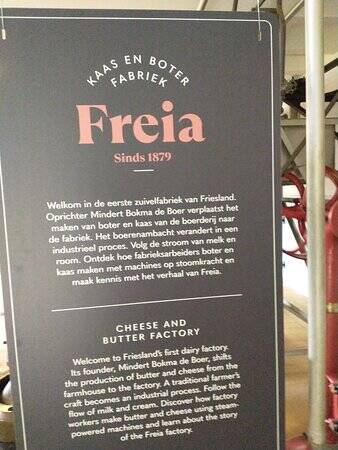 KAAS EN BOTER
FABRIEK
Freia
Sinds 1879
Welkom in de eerste zuivelfabriek van Friesland.
Oprichter Mindert Bokma de Boer verplaatst het
maken van boter en kaas van de boerderij naar
de fabriek. Het boerenambacht verandert in een
industrieel proces. Volg de stroom van melk en
room. Ontdek hoe fabrieksarbeiders boter en
kaas maken met machines op stoomkracht en
maak kennis met het verhaal van Freia.
CHEESE AND
BUTTER FACTORY
Welcome to Friesland's first dairy factory.
Its founder, Mindert Bokma de Boer, shifts
the production of butter and cheese from the
farmhouse to the factory. A traditional farmer's
craft becomes an industrial process. Follow the
flow of milk and cream. Discover how factory
workers make butter and cheese using steam-
powered machines and learn about the story
of the Freia factory.